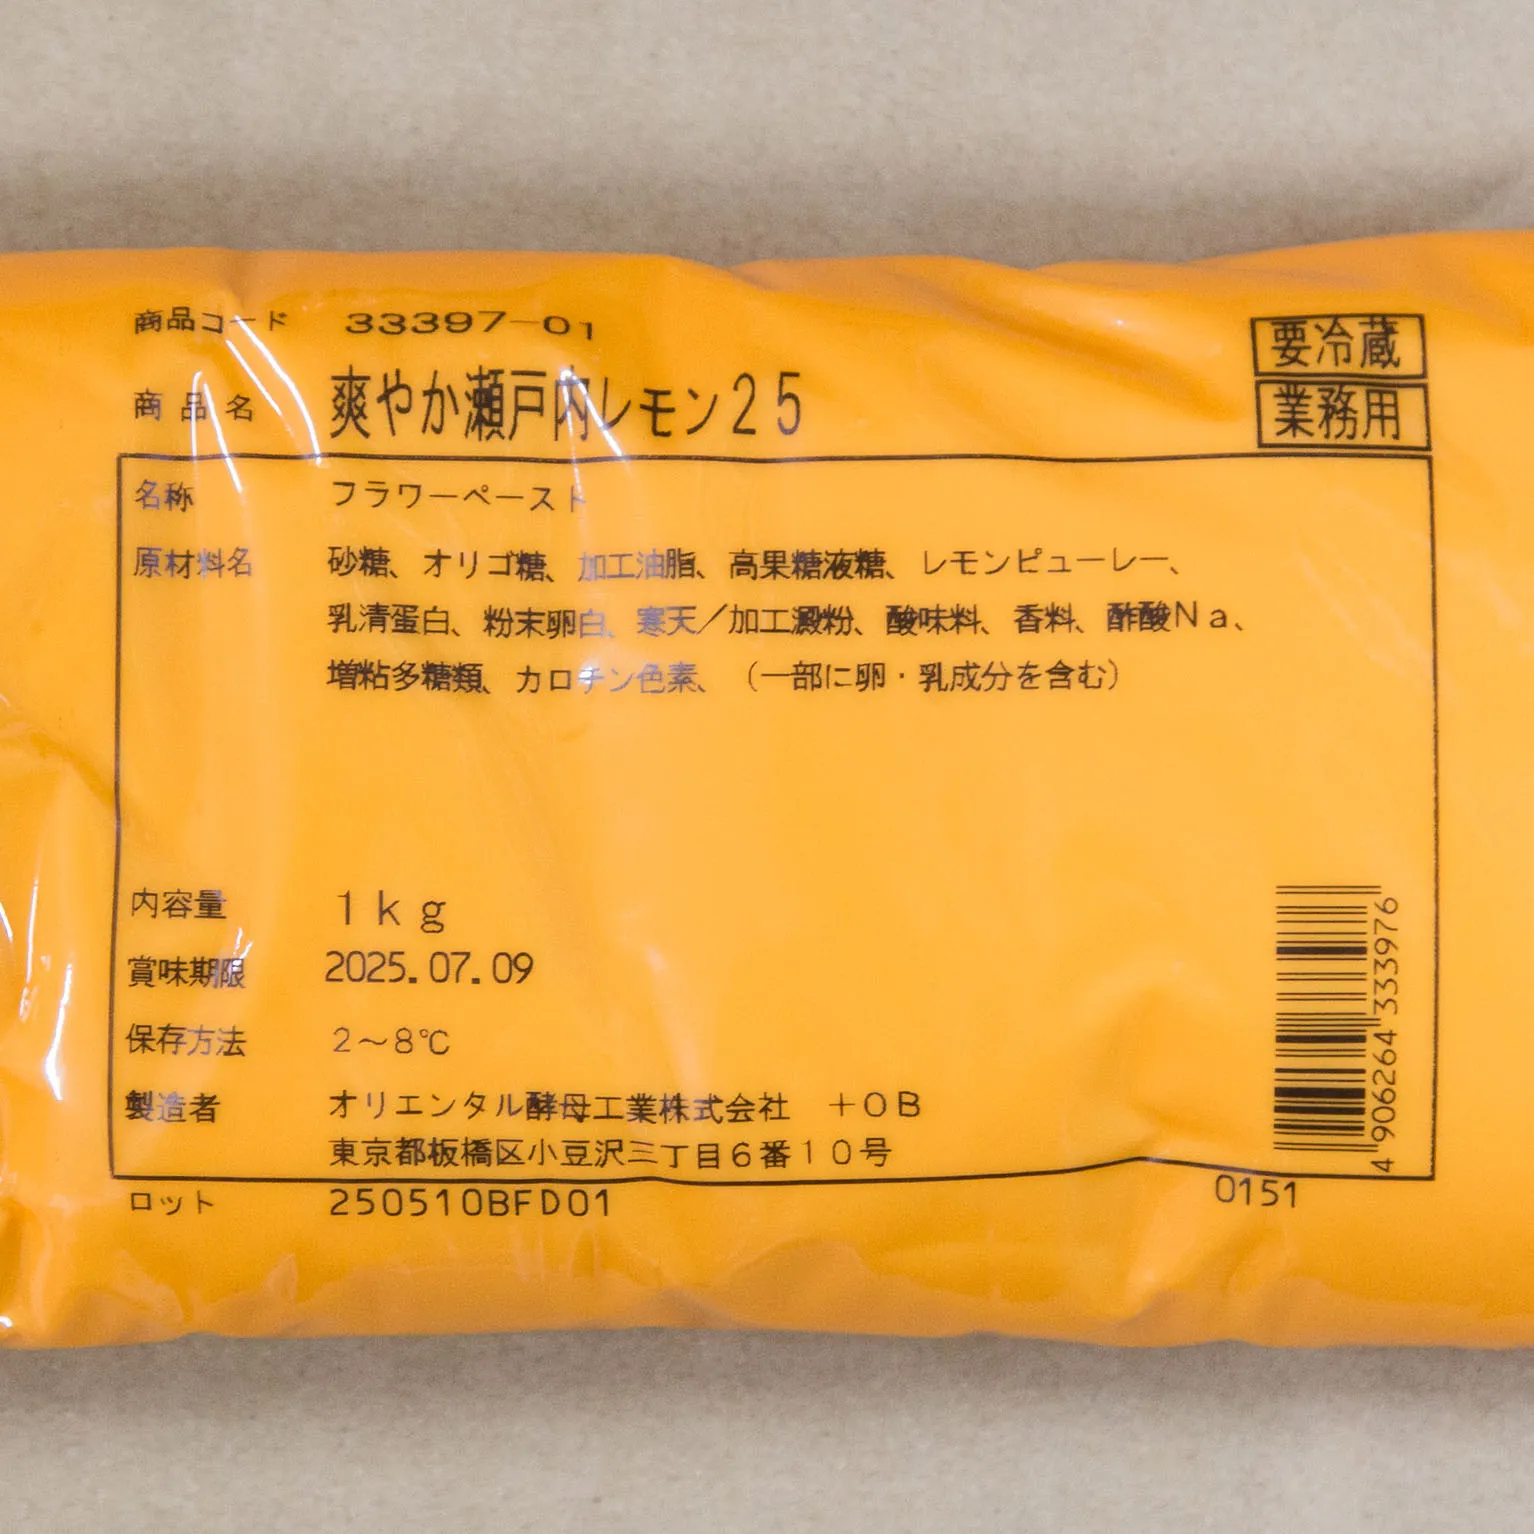 商品コード 33397-01
要冷蔵
商品名 爽やか瀬戸内レモン25
業務用
名称 フラワーペースト
原材料名 砂糖、オリゴ糖、加工油脂、高果糖液糖、レモンピューレー、
乳清蛋白、粉末卵白、寒天／加工澱粉、酸味料、香料、酢酸Na、
増粘多糖類、カロチン色素、（一部に卵・乳成分を含む）
内容量 1kg
賞味期限 2025.07.09
保存方法 2～8℃
製造者 オリエンタル酵母工業株式会社 +OB
東京都板橋区小豆沢三丁目6番10号
4906264333976
ロット 250510BFD01
0151